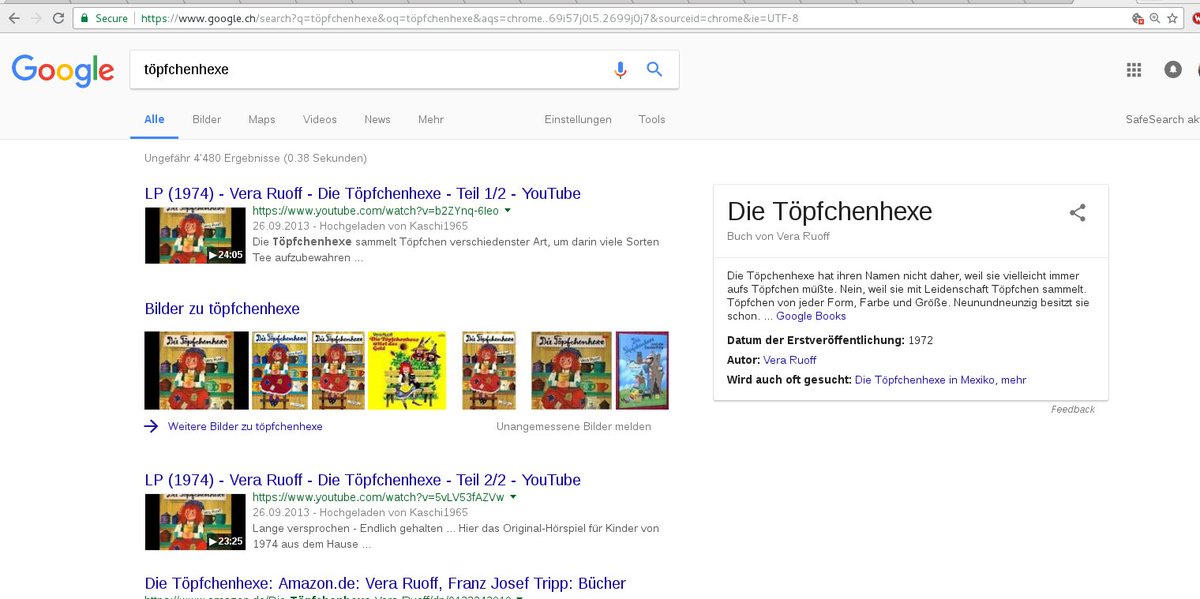 Secure https://www.google.ch/search?q=töpfchenhexe&oq=töpfchenhexe&aqs=chrome..69i57j0l5.2699j0j7&sourceid=chrome&ie=UTF-8
Google
töpfchenhexe
Alle Bilder Maps Videos News Mehr Einstellungen Tools SafeSearch
Ungefähr 4'480 Ergebnisse (0.38 Sekunden)
LP (1974) - Vera Ruoff - Die Töpfchenhexe - Teil 1/2 - YouTube
https://www.youtube.com/watch?v=b2ZYnq-6Ieo
26.09.2013 - Hochgeladen von Kaschi1965
Die Töpfchenhexe sammelt Töpfchen verschiedenster Art, um darin viele Sorten
Tee aufzubewahren ...
24:05
Bilder zu töpfchenhexe
Weitere Bilder zu töpfchenhexe Unangemessene Bilder melden
LP (1974) - Vera Ruoff - Die Töpfchenhexe - Teil 2/2 - YouTube
https://www.youtube.com/watch?v=5vLV53fAZVw
26.09.2013 - Hochgeladen von Kaschi1965
Lange versprochen - Endlich gehalten ... Hier das Original-Hörspiel für Kinder von
1974 aus dem Hause ...
23:25
Die Töpfchenhexe: Amazon.de: Vera Ruoff, Franz Josef Tripp: Bücher
Die Töpfchenhexe
Buch von Vera Ruoff
Die Töpchenhexe hat ihren Namen nicht daher, weil sie vielleicht immer
aufs Töpfchen müßte. Nein, weil sie mit Leidenschaft Töpfchen sammelt.
Töpfchen von jeder Form, Farbe und Größe. Neunundneunzig besitzt sie
schon. ... Google Books
Datum der Erstveröffentlichung: 1972
Autor: Vera Ruoff
Wird auch oft gesucht: Die Töpfchenhexe in Mexiko, mehr
Feedback